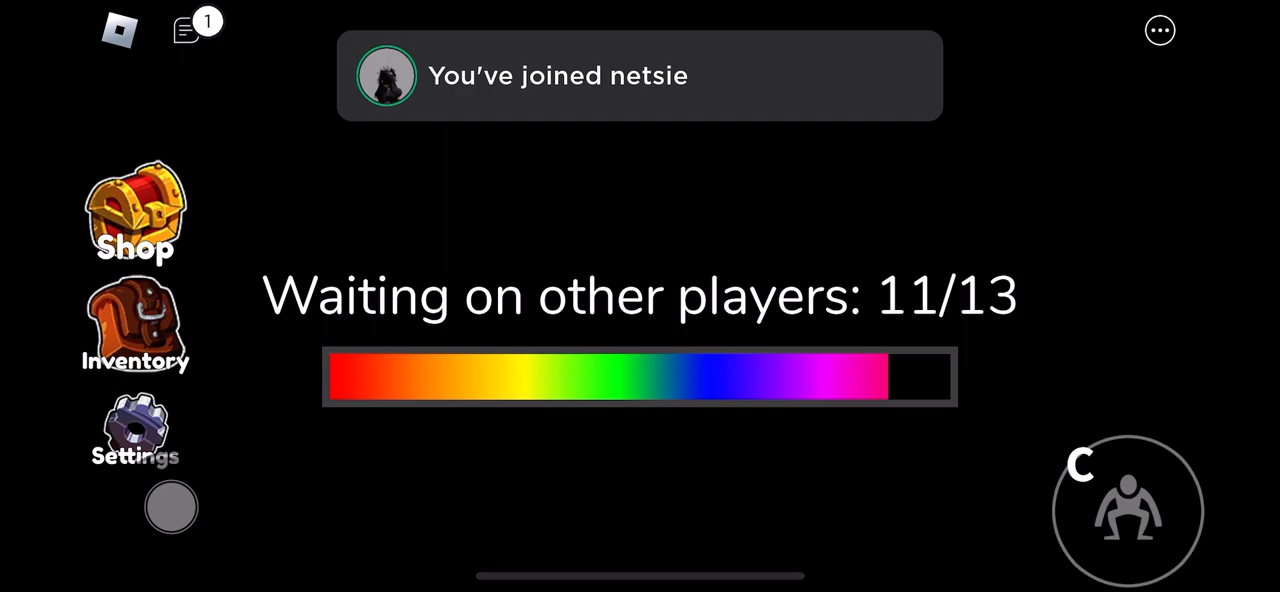 1
You've joined netsie
Shop
Waiting on other players: 11/13
Inventory
Settings
C